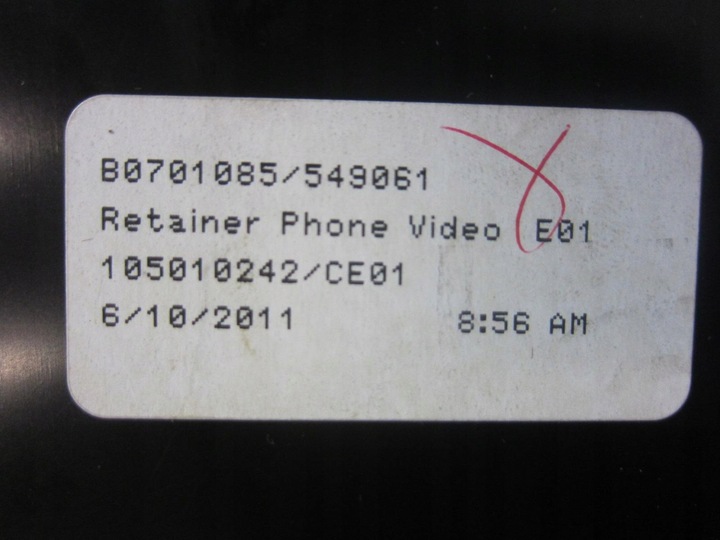 B0701085/549061
Retainer Phone Video E01
105010242/CE01
6/10/2011 8:56 AM